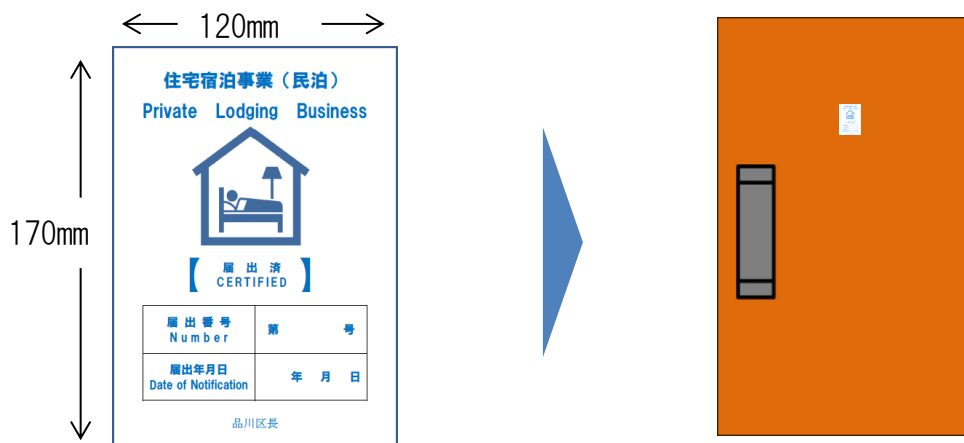 120mm
170mm
住宅宿泊事業（民泊）
Private Lodging Business
【 届出済 】
CERTIFIED
届出番号 第 号
Number
届出年月日 年 月 日
Date of Notification
品川区長